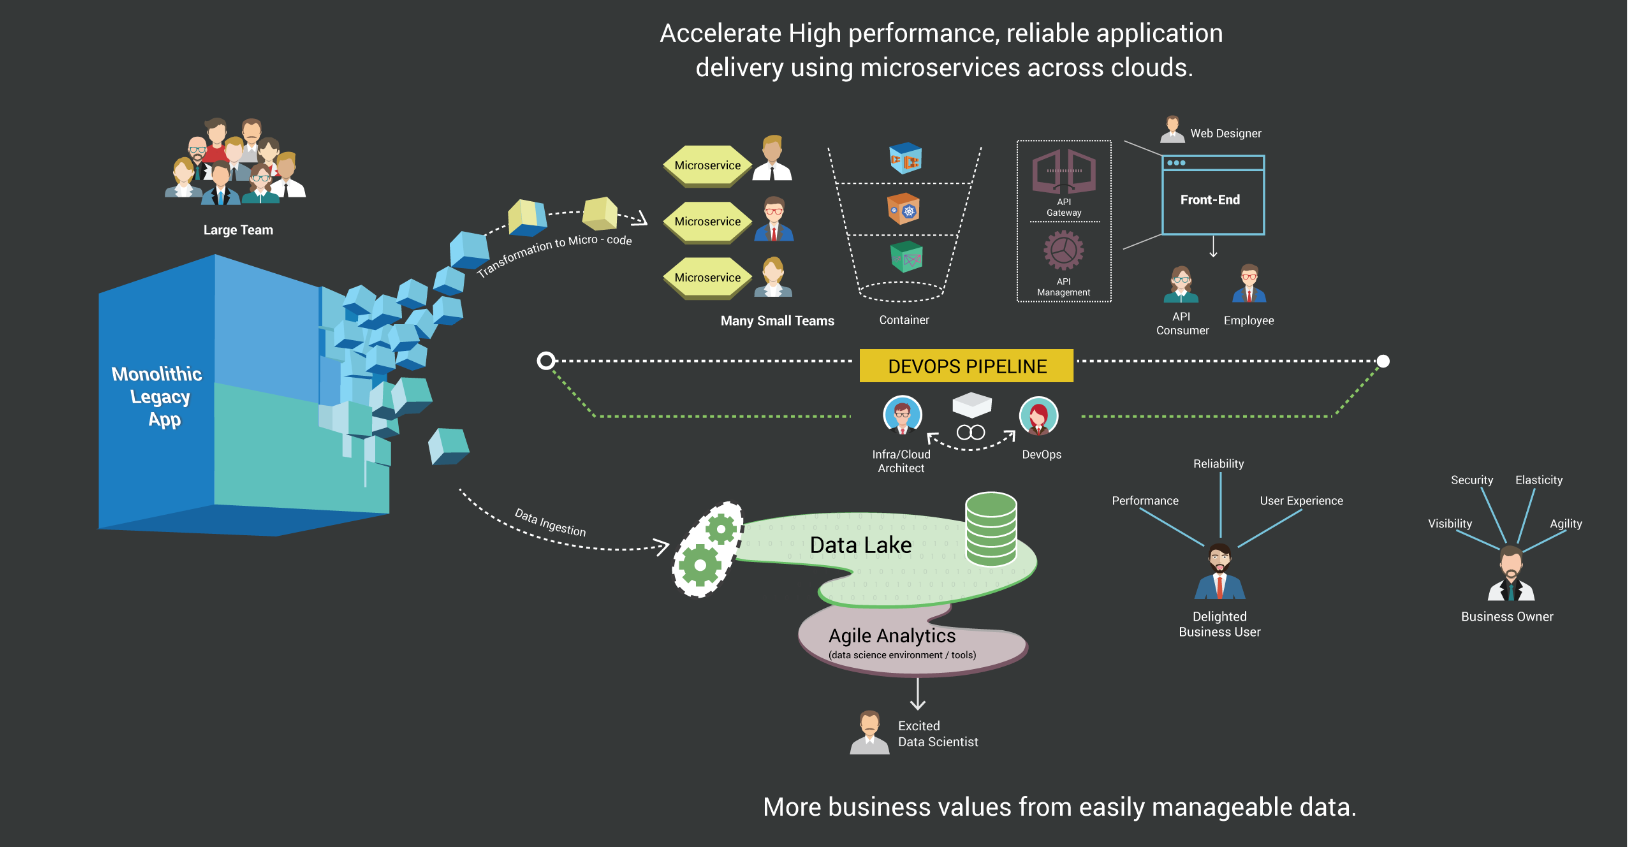 Accelerate High performance, reliable application
delivery using microservices across clouds.
Large Team
Monolithic
Legacy
App
Transformation to Micro - code
Microservice
Microservice
Microservice
Many Small Teams
Container
API
Gateway
API
Management
Web Designer
Front-End
API
Consumer
Employee
DEVOPS PIPELINE
Infra/Cloud
Architect
DevOps
Data Ingestion
Data Lake
Agile Analytics
(data science environment / tools)
Excited
Data Scientist
Reliability
Performance
User Experience
Delighted
Business User
Security
Elasticity
Visibility
Agility
Business Owner
More business values from easily manageable data.